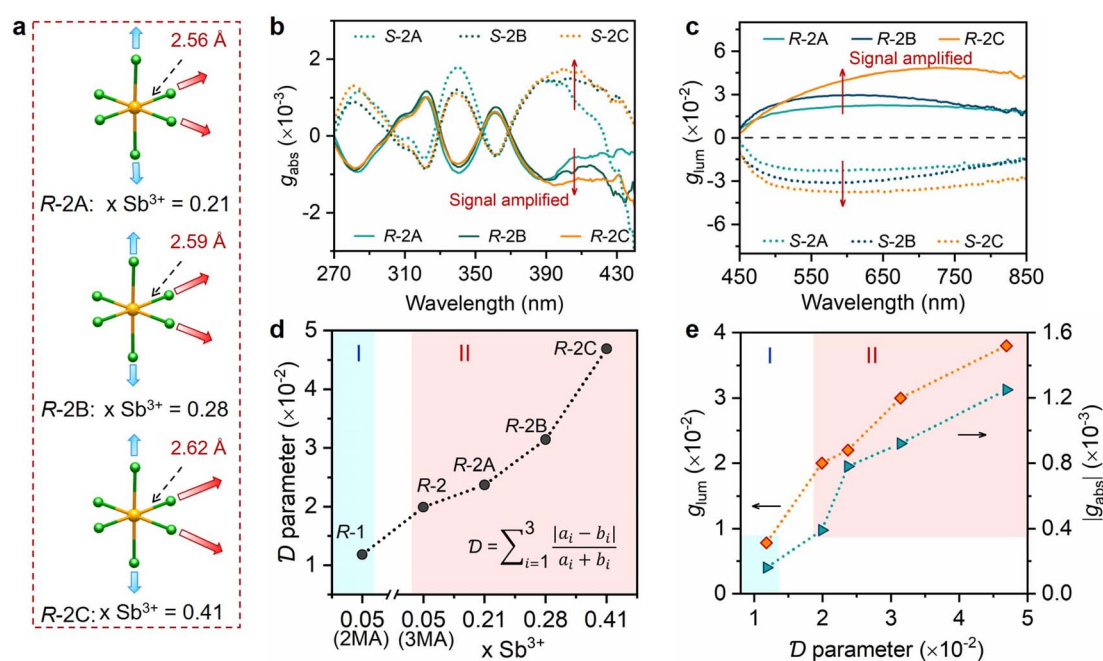 a
2.56 Å
R-2A: x Sb³⁺ = 0.21
2.59 Å
R-2B: x Sb³⁺ = 0.28
2.62 Å
R-2C: x Sb³⁺ = 0.41
b
S-2A S-2B S-2C
2
1
0
-1
-2
g_abs (×10⁻³)
Signal amplified
R-2A R-2B R-2C
270 310 350 390 430
Wavelength (nm)
c
R-2A R-2B R-2C
Signal amplified
6
3
0
-3
-6
g_lum (×10⁻²)
S-2A S-2B S-2C
450 550 650 750 850
Wavelength (nm)
d
I II
5
4
3
2
1
D parameter (×10⁻²)
R-1
R-2
R-2A
R-2B
R-2C
D = ∑³ᵢ₌₁ |aᵢ − bᵢ| / aᵢ + bᵢ
0.05 0.05 0.21 0.28 0.41
(2MA) (3MA)
x Sb³⁺
e
I II
4
3
2
1
0
g_lum (×10⁻²)
1.6
1.2
0.8
0.4
0.0
|g_abs| (×10⁻³)
1 2 3 4 5
D parameter (×10⁻²)